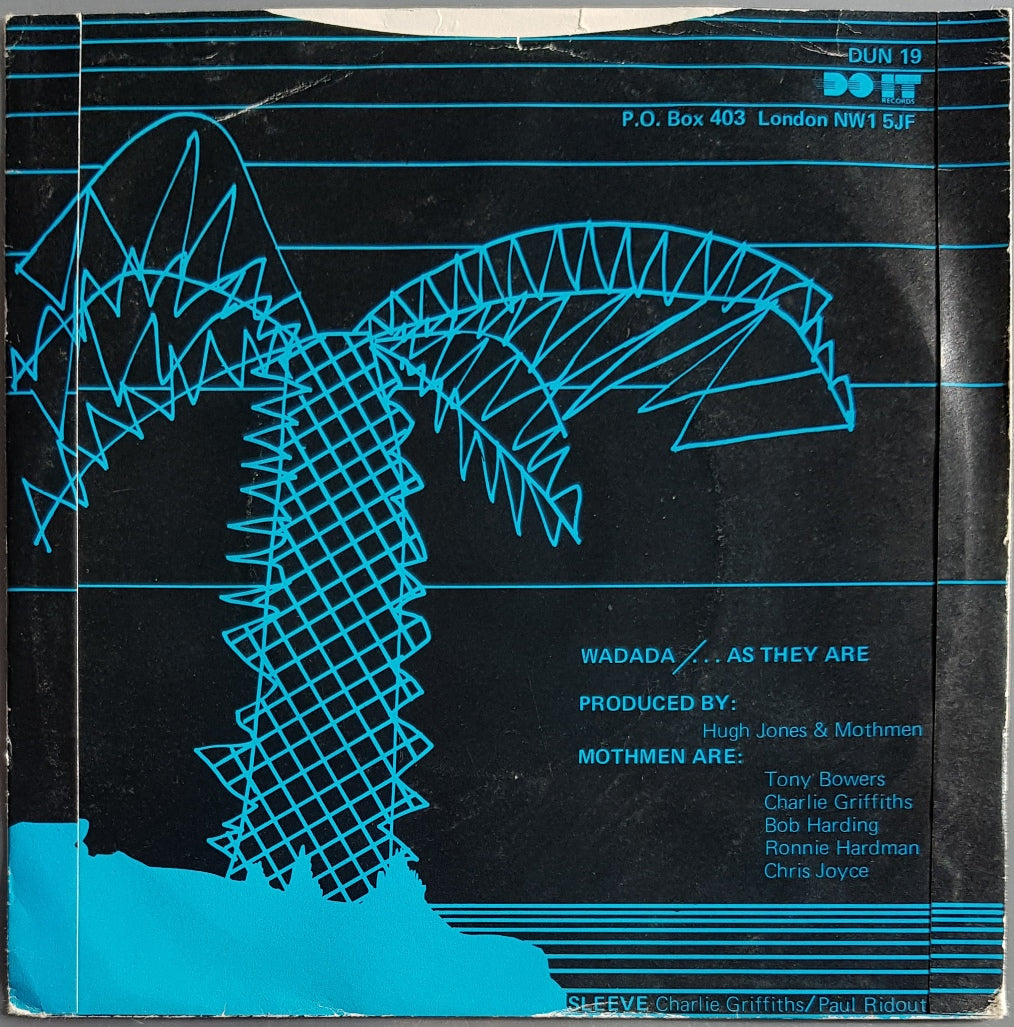 DUN 19
DO IT
RECORDS
P.O. Box 403 London NW1 5JF
WADADA/... AS THEY ARE
PRODUCED BY:
Hugh Jones & Mothmen
MOTHMEN ARE:
Tony Bowers
Charlie Griffiths
Bob Harding
Ronnie Hardman
Chris Joyce
SLEEVE Charlie Griffiths/Paul Ridout